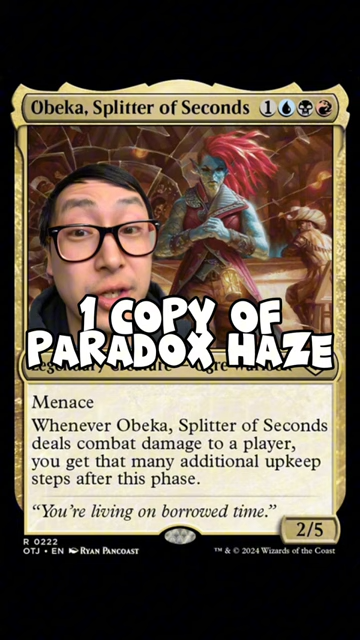 Obeka, Splitter of Seconds 1
1 COPY OF
PARADOX HAZE
Menace
Whenever Obeka, Splitter of Seconds
deals combat damage to a player,
you get that many additional upkeep
steps after this phase.
“You’re living on borrowed time.”
2/5
R 0222
OTJ • EN RYAN PANCOAST
™ & © 2024 Wizards of the Coast